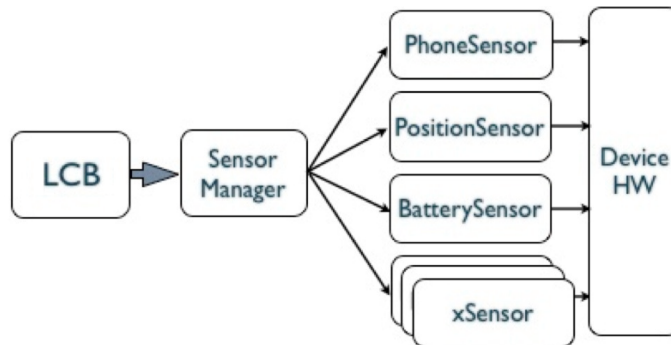 PhoneSensor
PositionSensor
LCB
Sensor
Manager
Device
HW
BatterySensor
xSensor